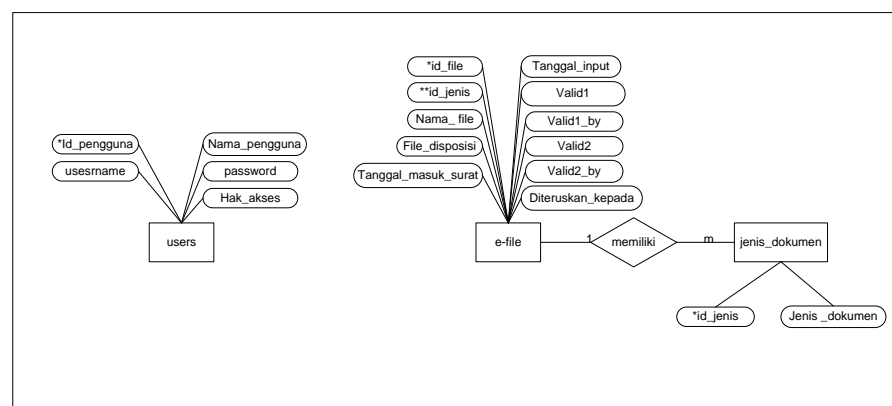 *id_file
Tanggal_input
**id_jenis
Valid1
Nama_ file
Valid1_by
*Id_pengguna
Nama_pengguna
File_disposisi
Valid2
usesrname
password
Tanggal_masuk_surat
Valid2_by
Hak_akses
Diteruskan_kepada
users
e-file
1
memiliki
m
jenis_dokumen
*id_jenis
Jenis _dokumen